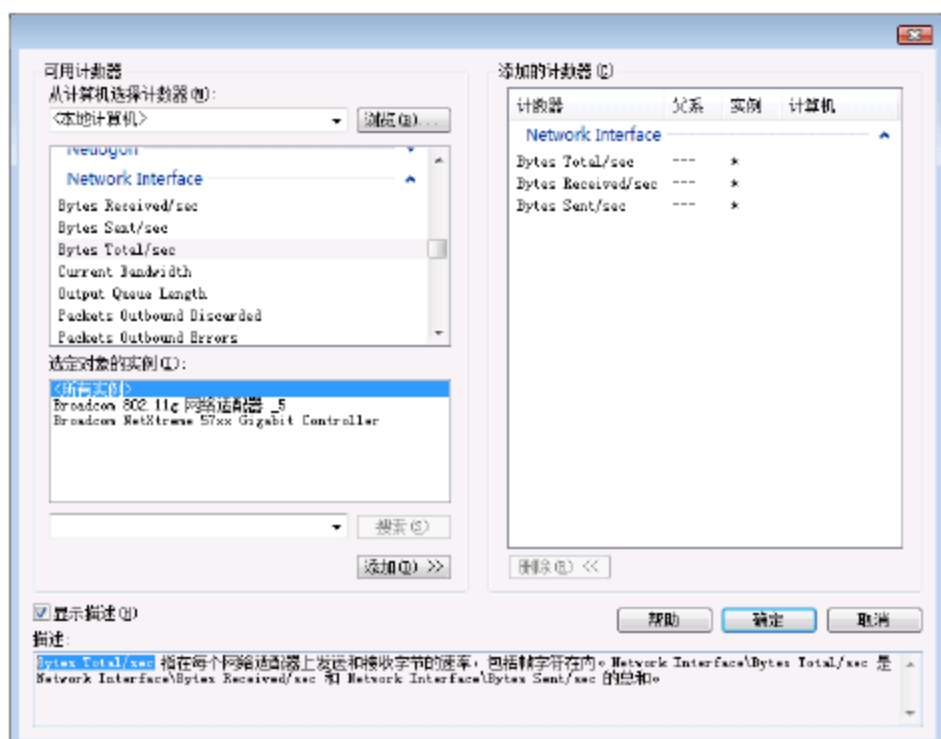 可用计数器
从计算机选择计数器(W):
<本地计算机>
浏览(B)...
Netlogon
Network Interface
Bytes Received/sec
Bytes Sent/sec
Bytes Total/sec
Current Bandwidth
Output Queue Length
Packets Outbound Discarded
Packets Outbound Errors
选定对象的实例(I):
<所有实例>
Broadcom 802.11g 网络适配器 _5
Broadcom NetXtreme 57xx Gigabit Controller
搜索(S)
添加(D) >>
添加的计数器(C)
计数器 父系 实例 计算机
Network Interface
Bytes Total/sec --- *
Bytes Received/sec --- *
Bytes Sent/sec --- *
删除(R) <<
显示描述(H)
帮助 确定 取消
描述:
Bytes Total/sec 指在每个网络适配器上发送和接收字节的速率，包括帧字符在内。Network Interface\Bytes Total/sec 是
Network Interface\Bytes Received/sec 和 Network Interface\Bytes Sent/sec 的总和。